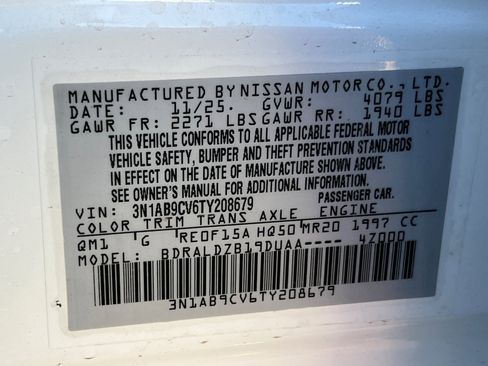 MANUFACTURED BY NISSAN MOTOR CO., LTD.
DATE: 11/25. GVWR: 4079 LBS
GAWR FR: 2271 LBS GAWR RR: 1940 LBS
THIS VEHICLE CONFORMS TO ALL APPLICABLE FEDERAL MOTOR
VEHICLE SAFETY, BUMPER AND THEFT PREVENTION STANDARDS
IN EFFECT ON THE DATE OF MANUFACTURE SHOWN ABOVE.
SEE OWNER'S MANUAL FOR ADDITIONAL INFORMATION.
VIN: 3N1AB9CV6TY208679 PASSENGER CAR.
COLOR TRIM TRANS AXLE ENGINE
QM1 G RE0F15A HQ50 MR20 1997 CC
MODEL: BDRALDZB19DUAA---- 4Z000
3N1AB9CV6TY208679